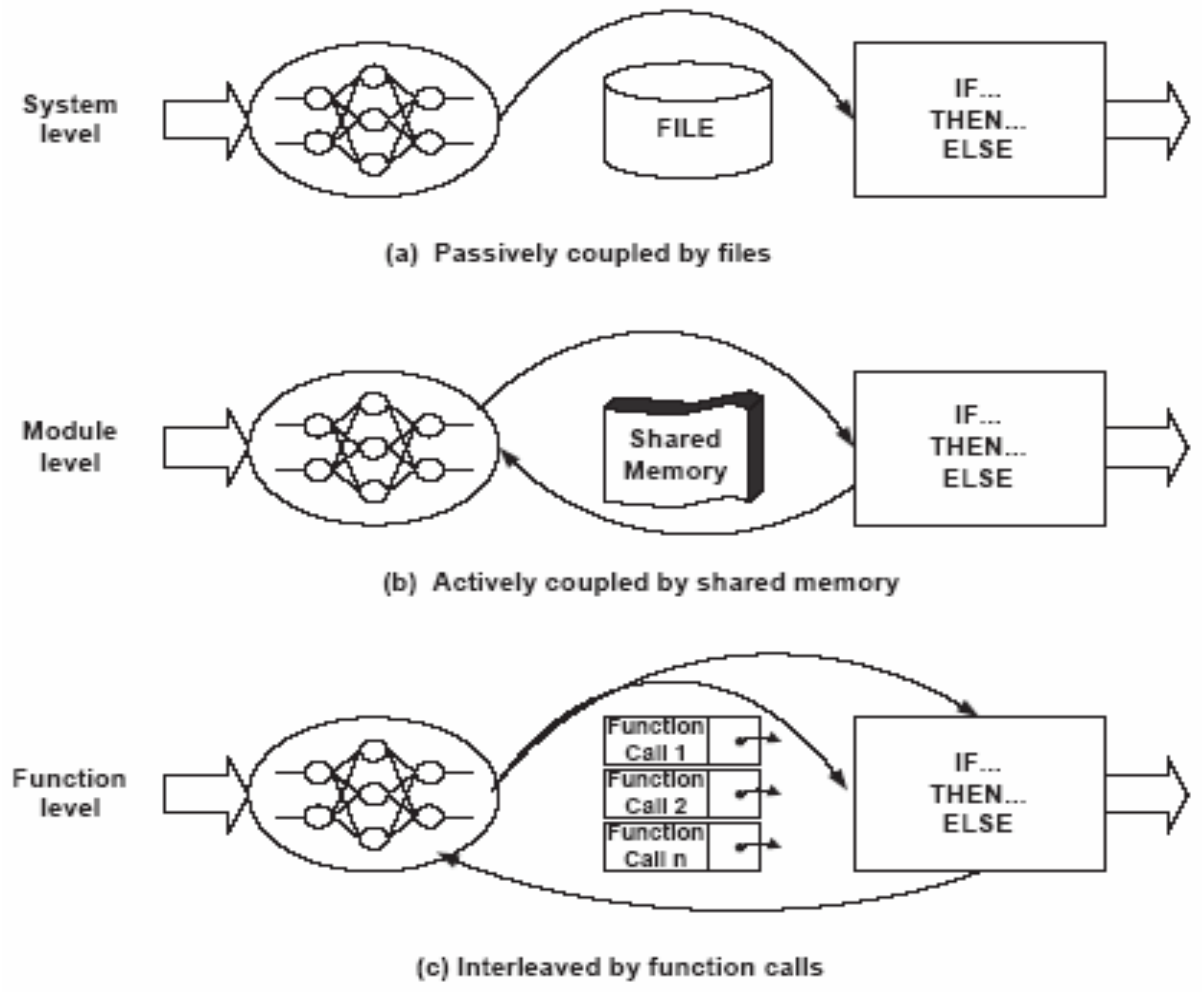 System
level
FILE
IF...
THEN...
ELSE
(a) Passively coupled by files
Module
level
Shared
Memory
IF...
THEN...
ELSE
(b) Actively coupled by shared memory
Function
level
Function
Call 1
Function
Call 2
Function
Call n
IF...
THEN...
ELSE
(c) Interleaved by function calls